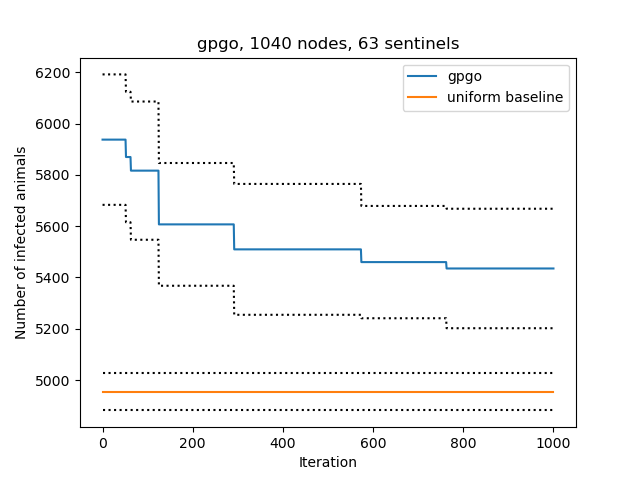 gpgo, 1040 nodes, 63 sentinels
gpgo
uniform baseline
Number of infected animals
6200
6000
5800
5600
5400
5200
5000
0 200 400 600 800 1000
Iteration